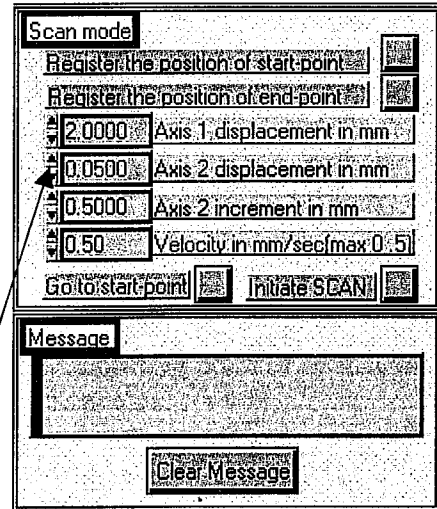 Scan mode
Register the position of start-point
Register the position of end-point
2.0000 Axis 1 displacement in mm
0.0500 Axis 2 displacement in mm
0.5000 Axis 2 increment in mm
0.50 Velocity in mm/sec(max 0.5)
Go to start-point Initiate SCAN
Message
Clear Message